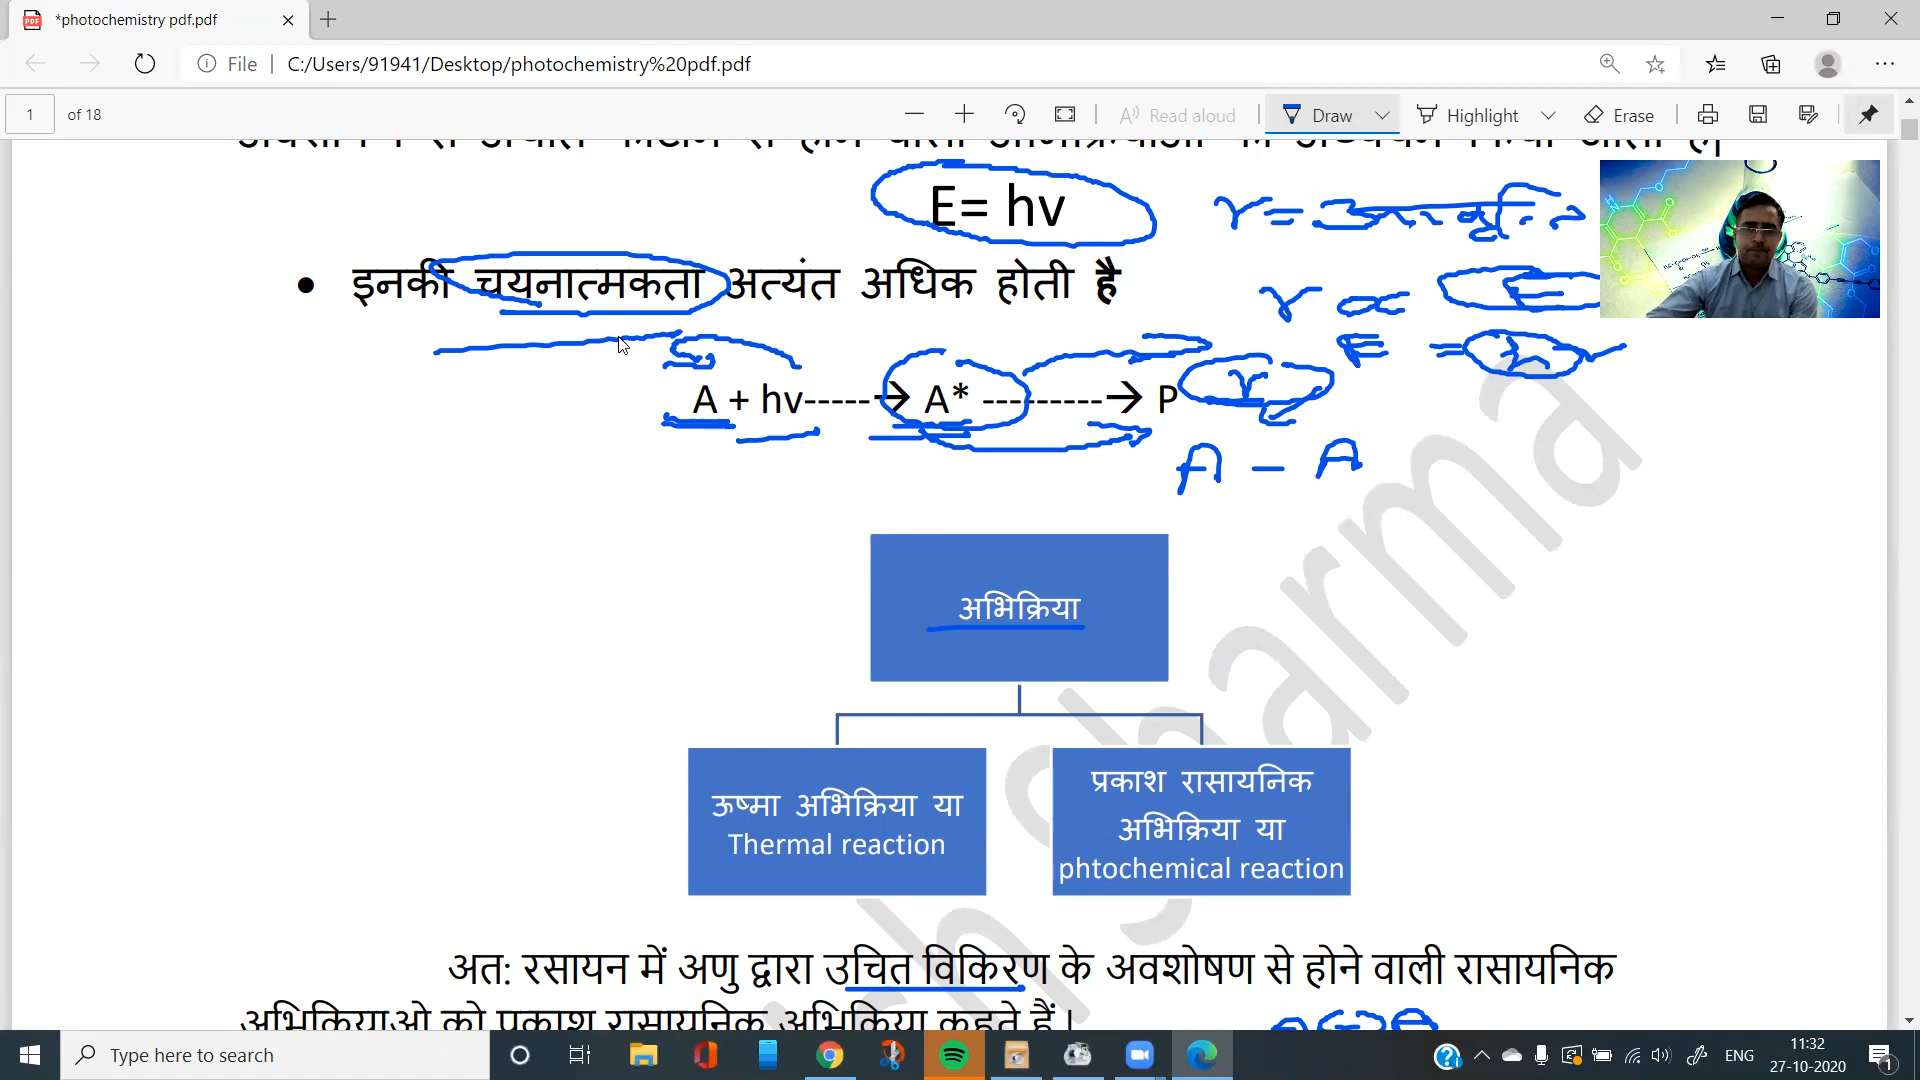 *photochemistry pdf.pdf
File | C:/Users/91941/Desktop/photochemistry%20pdf.pdf
1 of 18 Read aloud Draw Highlight Erase
E= hv
• इनकी चयनात्मकता अत्यंत अधिक होती है
r ∝ E
E =
A + hv-----→ A* ---------→ P
r
A - A
अभिक्रिया
ऊष्मा अभिक्रिया या
Thermal reaction
प्रकाश रासायनिक
अभिक्रिया या
phtochemical reaction
अत: रसायन में अणु द्वारा उचित विकिरण के अवशोषण से होने वाली रासायनिक
अभिक्रियाओ को प्रकाश रासायनिक अभिक्रिया कहते हैं।
sh sharma
Type here to search
ENG
11:32
27-10-2020
1